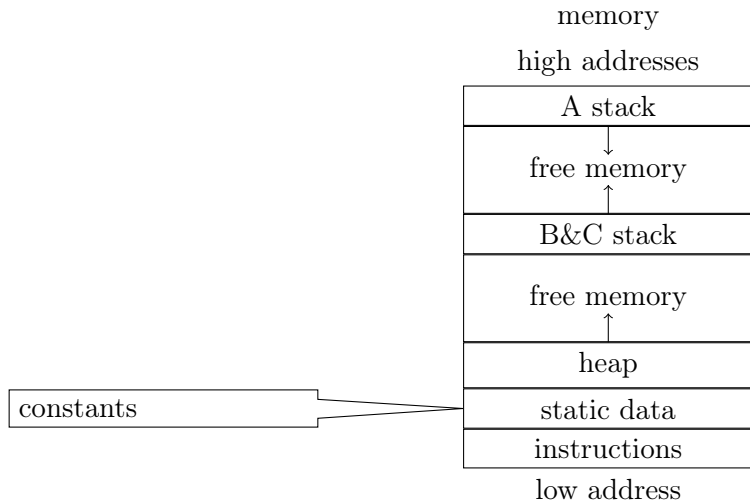 memory
high addresses
A stack
free memory
B&C stack
free memory
heap
constants
static data
instructions
low address